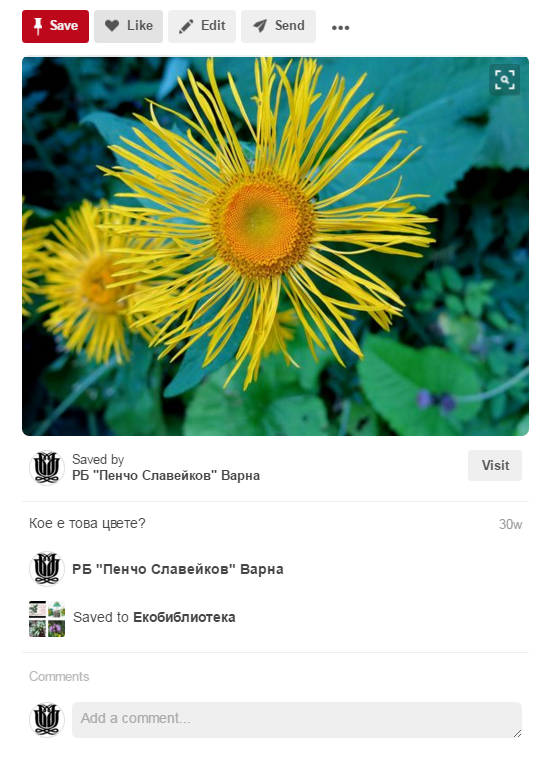 Save
Like
Edit
Send
Saved by
РБ "Пенчо Славейков" Варна
Visit
Кое е това цвете?
30w
РБ "Пенчо Славейков" Варна
Saved to Екобиблиотека
Comments
Add a comment...